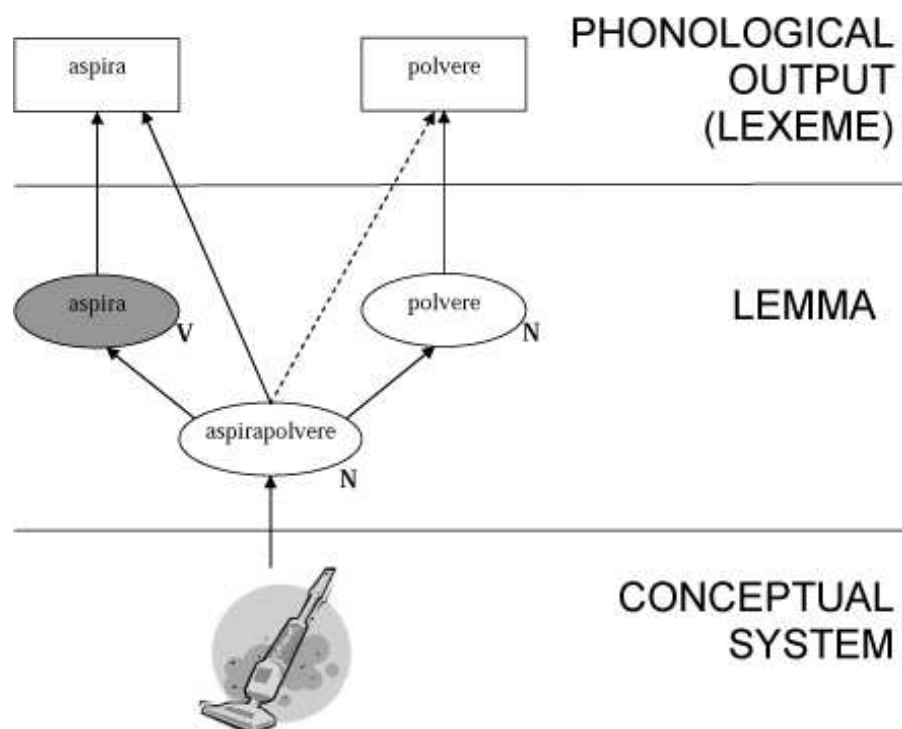 PHONOLOGICAL
OUTPUT
(LEXEME)
aspira
polvere
LEMMA
aspira
V
polvere
N
aspirapolvere
N
CONCEPTUAL
SYSTEM